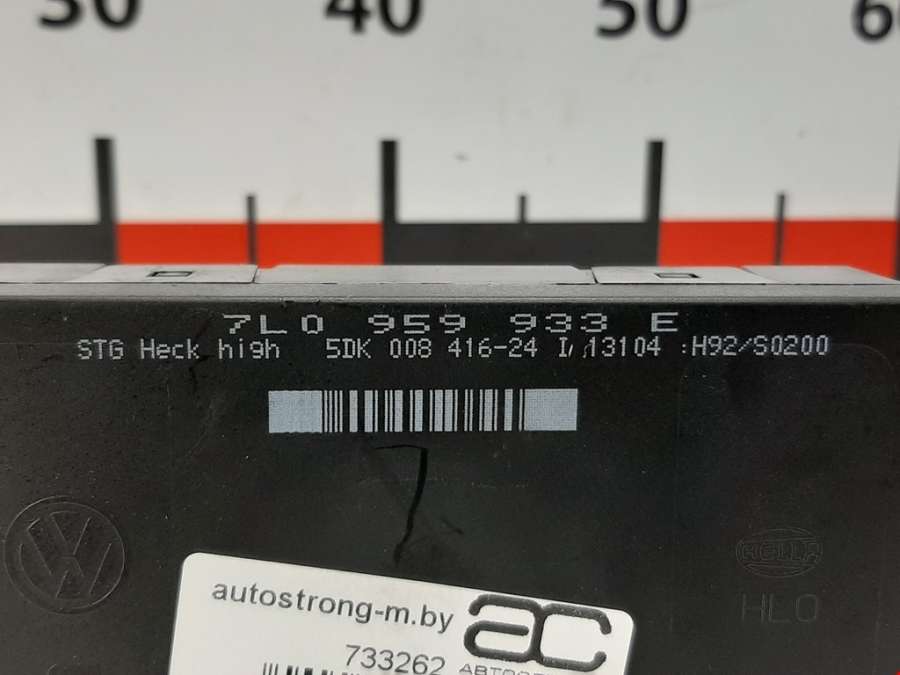 30 40 50
7L0 959 933 E
STG Heck high 5DK 008 416-24 13104 :H92/S0200
VW
HELLA
HLO
autostrong-m.by
ac
733262